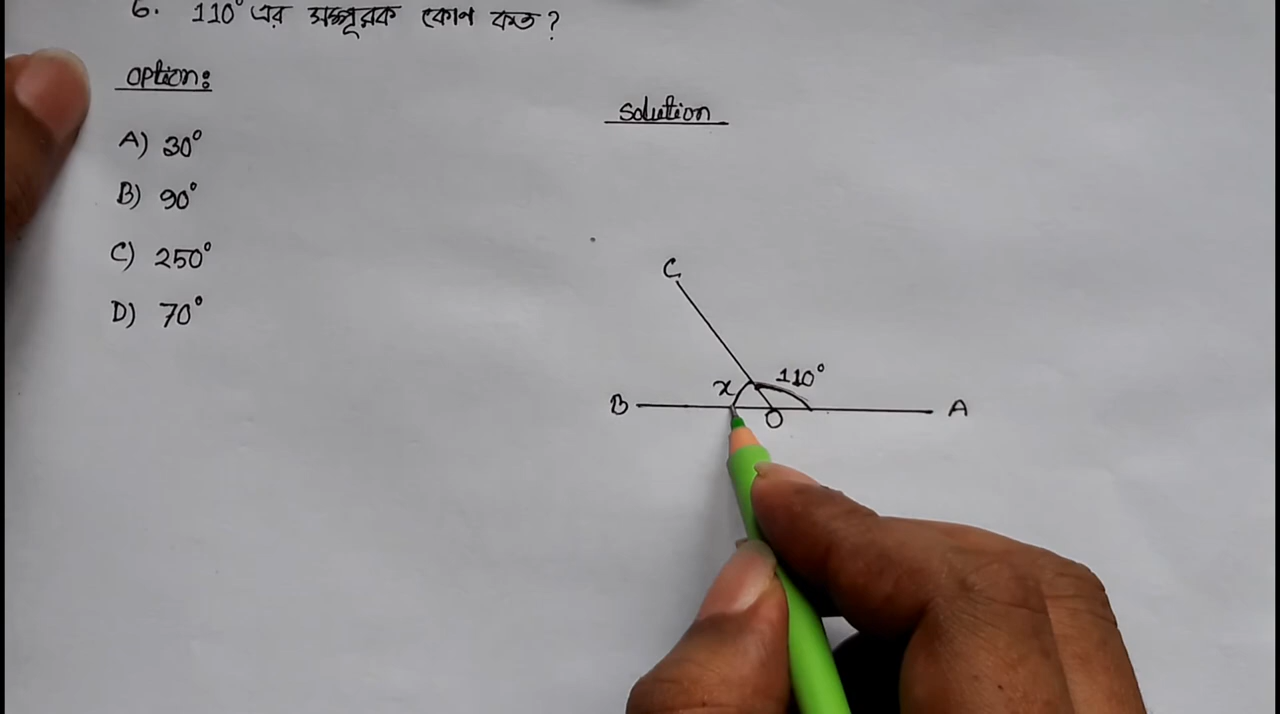 6. 110° এর সম্পূরক কোন কত ?
option:
A) 30°
B) 90°
C) 250°
D) 70°
Solution
C
x 110°
B O A